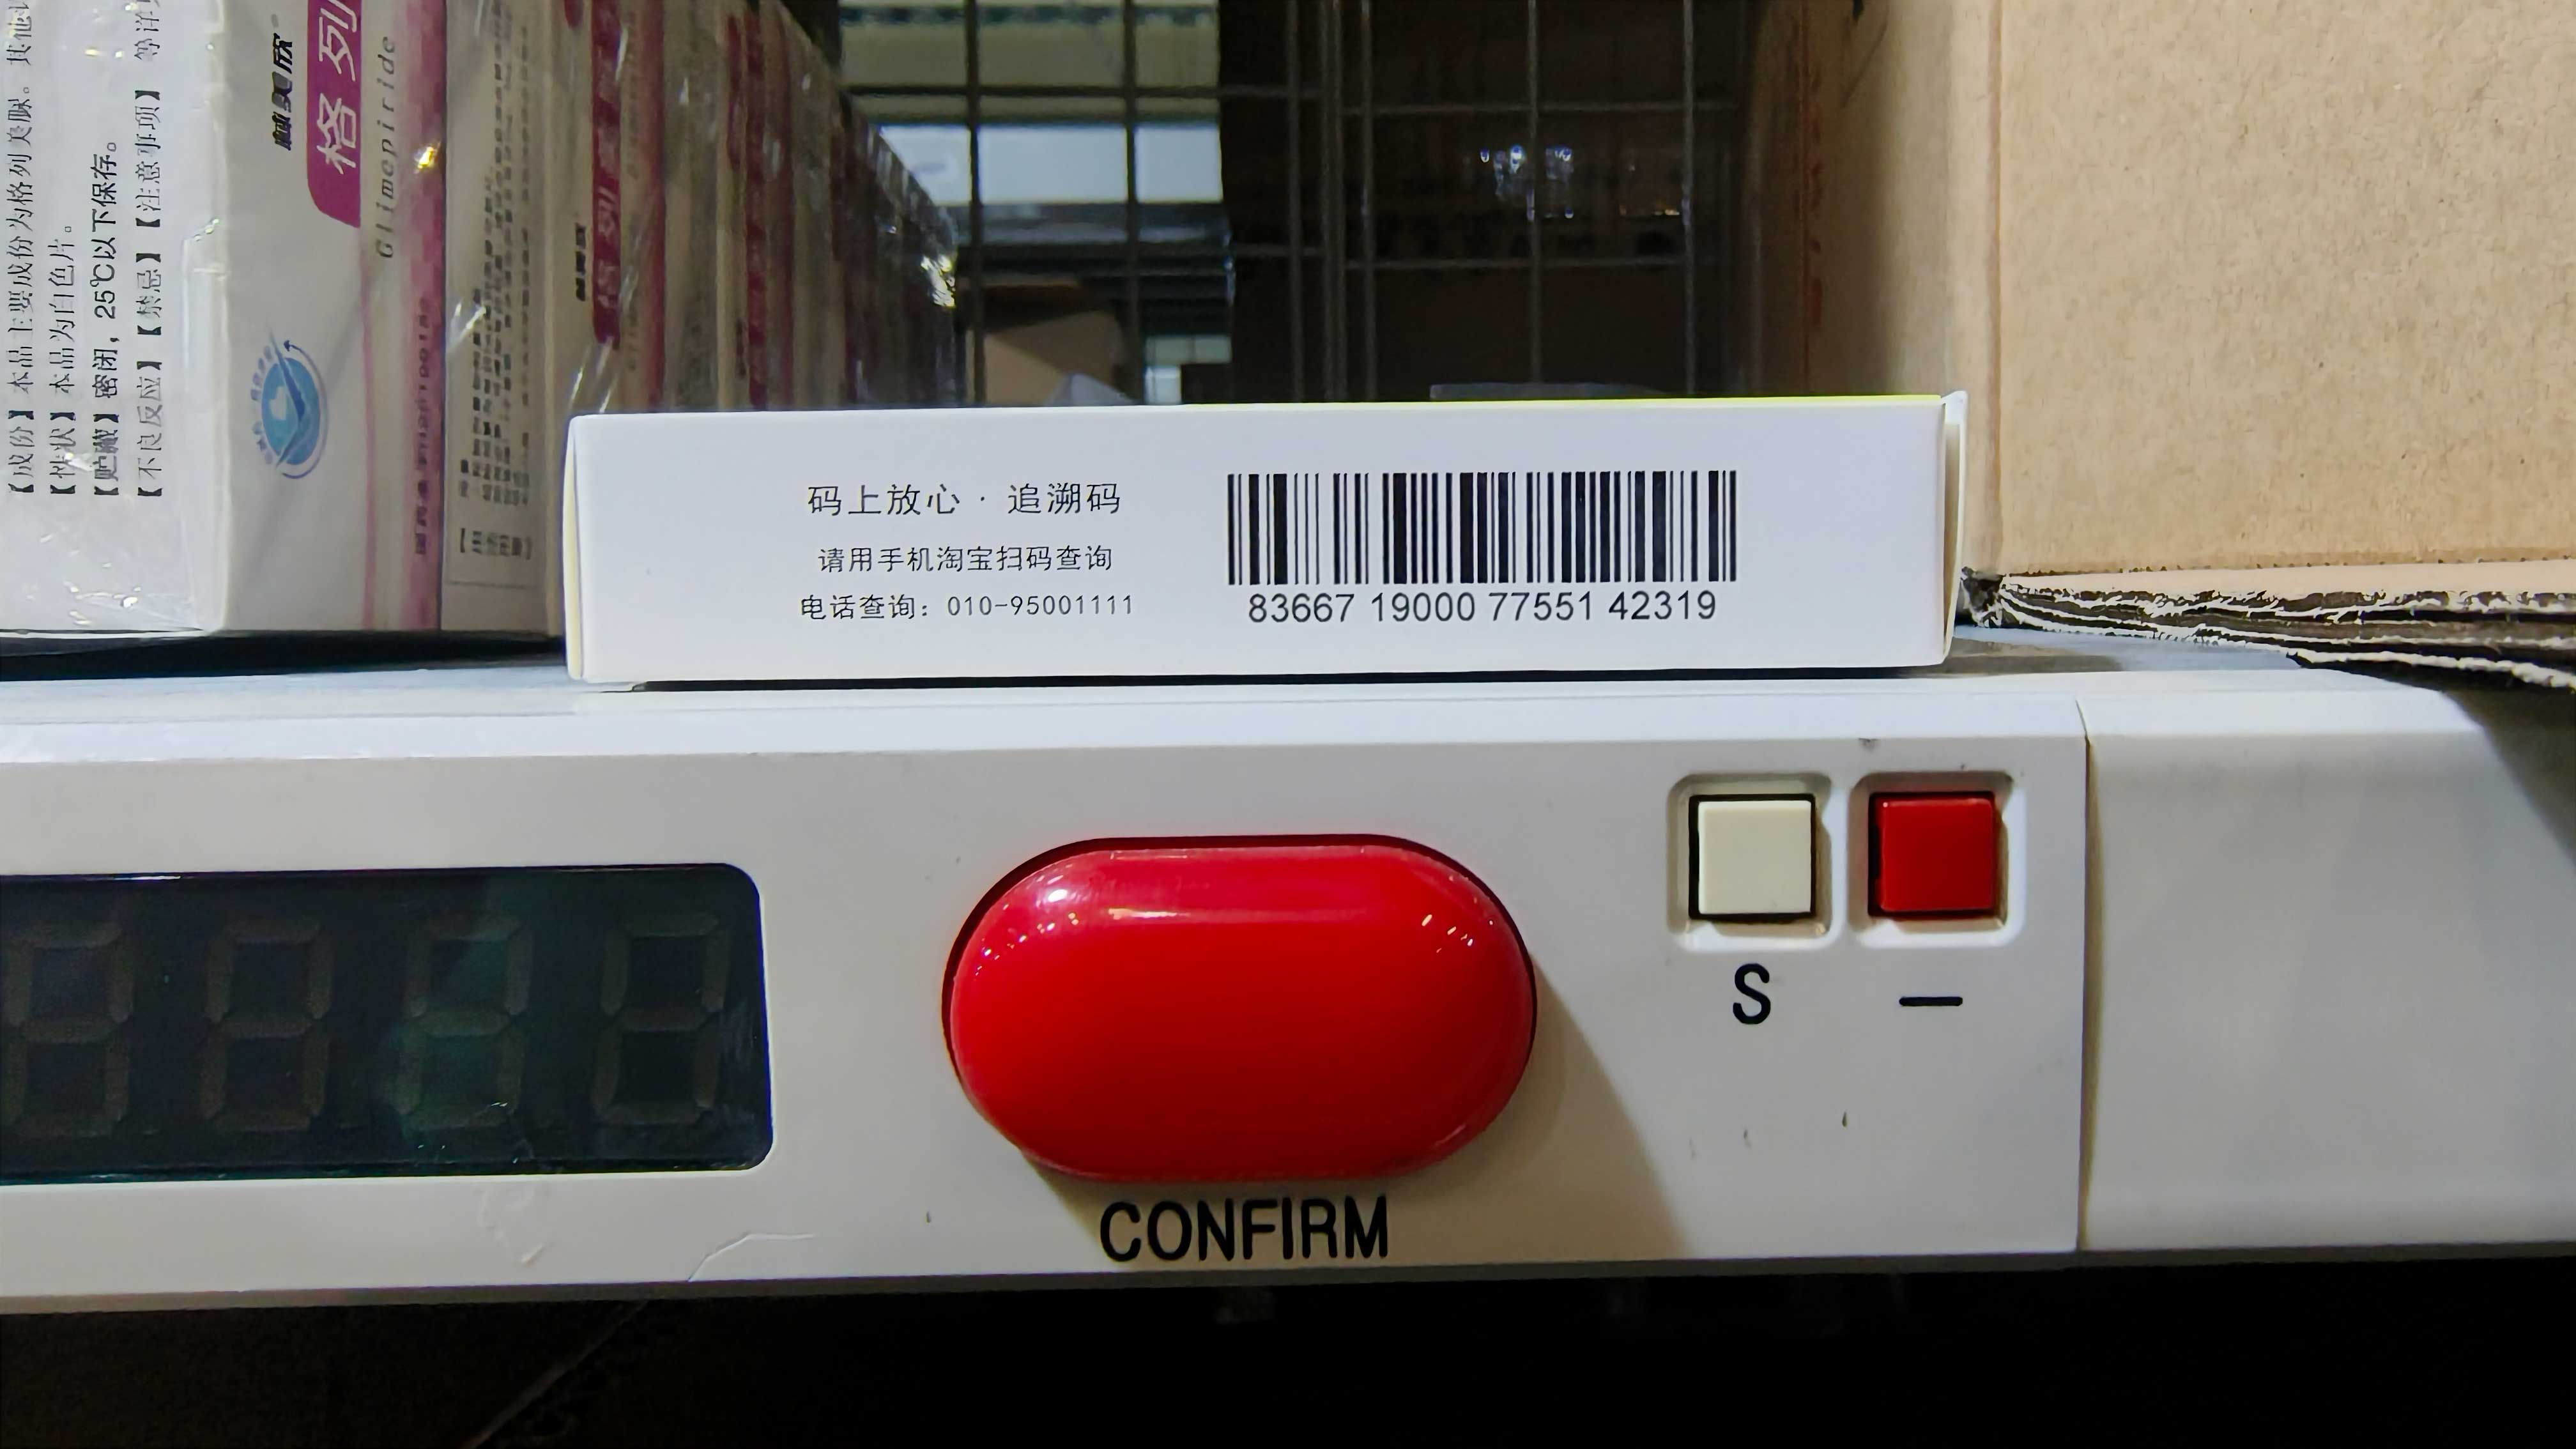 【成份】本品主要成份为格列美脲。其他
【性状】本品为白色片。
【贮藏】密闭，25℃以下保存。
【不良反应】【禁忌】【注意事项】等详
格列
Glimepiride
码上放心 · 追溯码
请用手机淘宝扫码查询
电话查询：010-95001111
83667 19000 77551 42319
S
—
CONFIRM